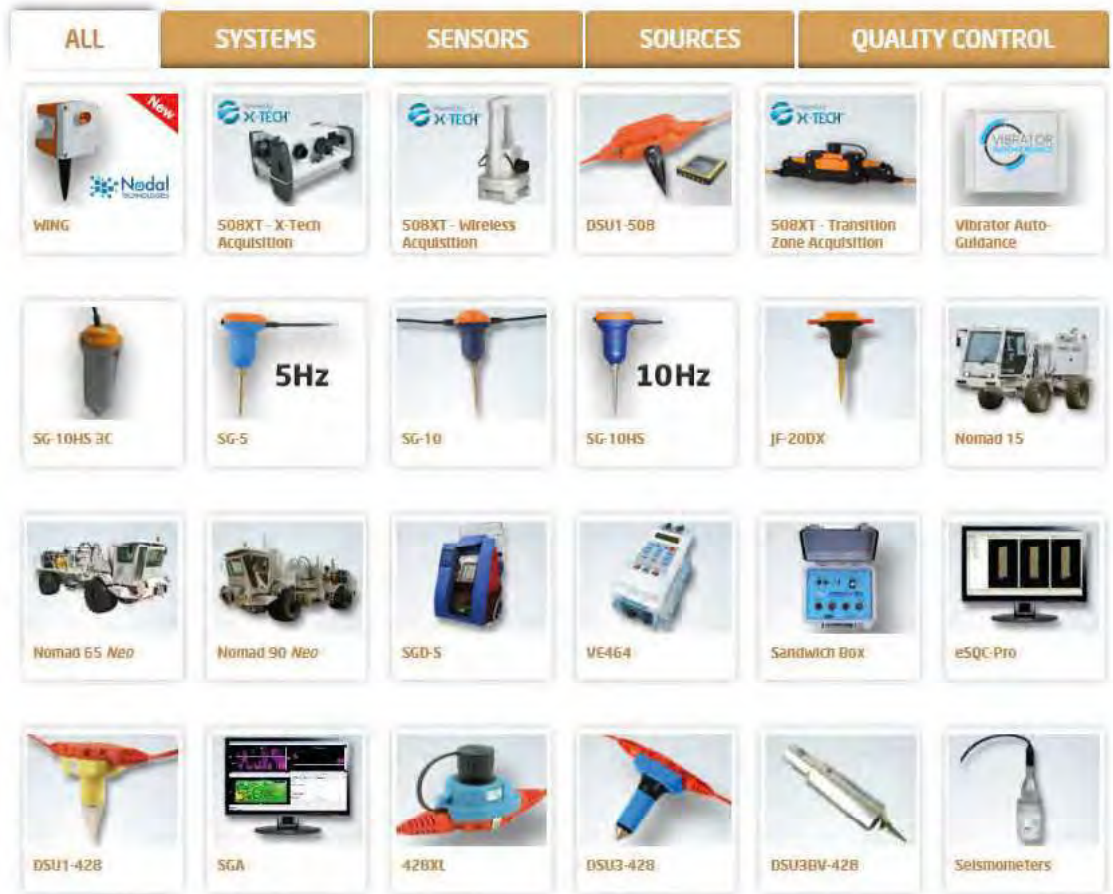 ALL
SYSTEMS
SENSORS
SOURCES
QUALITY CONTROL
New
Nodal
TECHNOLOGIES
WING
X-TECH
508XT - X-Tech
Acquisition
X-TECH
508XT - Wireless
Acquisition
DSU1-508
X-TECH
508XT - Transition
Zone Acquisition
VIBRATOR
AUTO-GUIDANCE
Vibrator Auto-
Guidance
SG-10HS 3C
5Hz
SG-5
SG-10
10Hz
SG-10HS
JF-20DX
Nomad 15
Nomad 65 Neo
Nomad 90 Neo
SGD-S
VE464
Sandwich Box
eSQC-Pro
DSU1-428
SGA
428XL
DSU3-428
DSU3BV-428
Seismometers